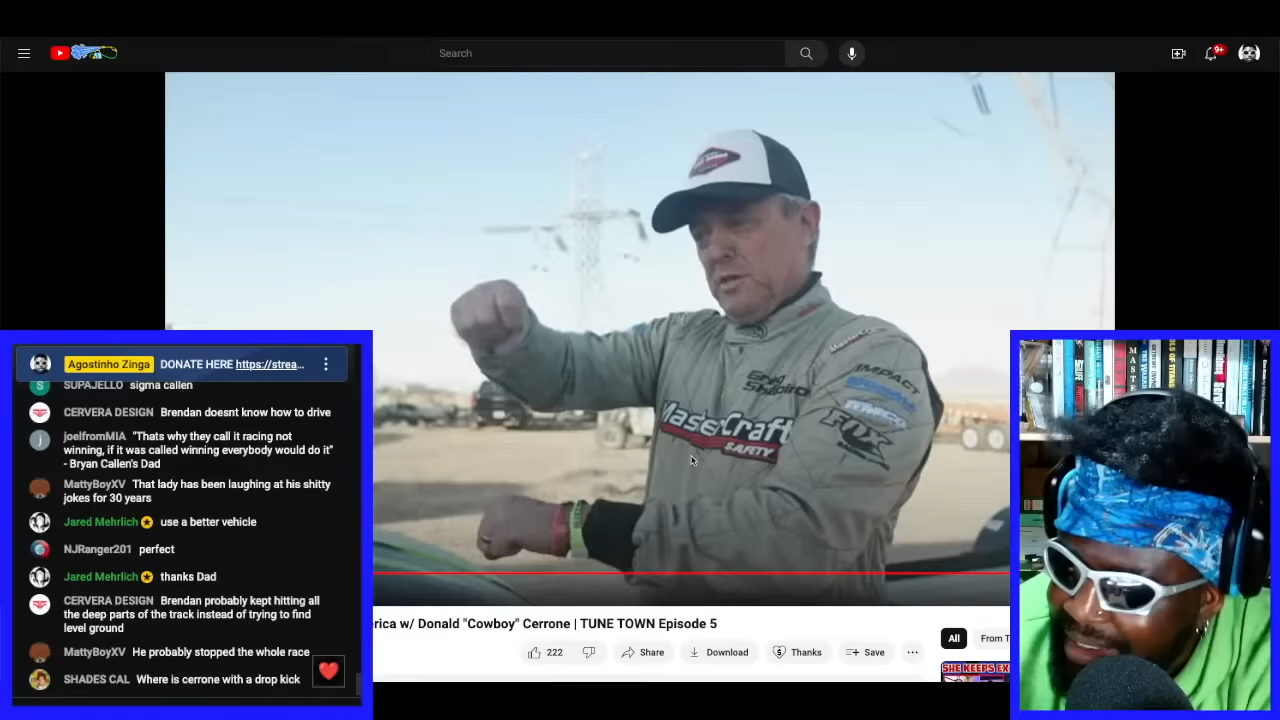 Search
9+
Greg
Shapiro
MasterCraft
SAFETY
IMPACT
FOX
Agostinho Zinga DONATE HERE https://strea...
SUPAJELLO sigma callen
CERVERA DESIGN Brendan doesnt know how to drive
joelfromMIA "Thats why they call it racing not
winning, if it was called winning everybody would do it"
- Bryan Callen's Dad
MattyBoyXV That lady has been laughing at his shitty
jokes for 30 years
Jared Mehrlich use a better vehicle
NJRanger201 perfect
Jared Mehrlich thanks Dad
CERVERA DESIGN Brendan probably kept hitting all
the deep parts of the track instead of trying to find
level ground
MattyBoyXV He probably stopped the whole race
SHADES CAL Where is cerrone with a drop kick
rica w/ Donald "Cowboy" Cerrone | TUNE TOWN Episode 5
222 Share Download Thanks Save
All From T
SHE KEEPS EX